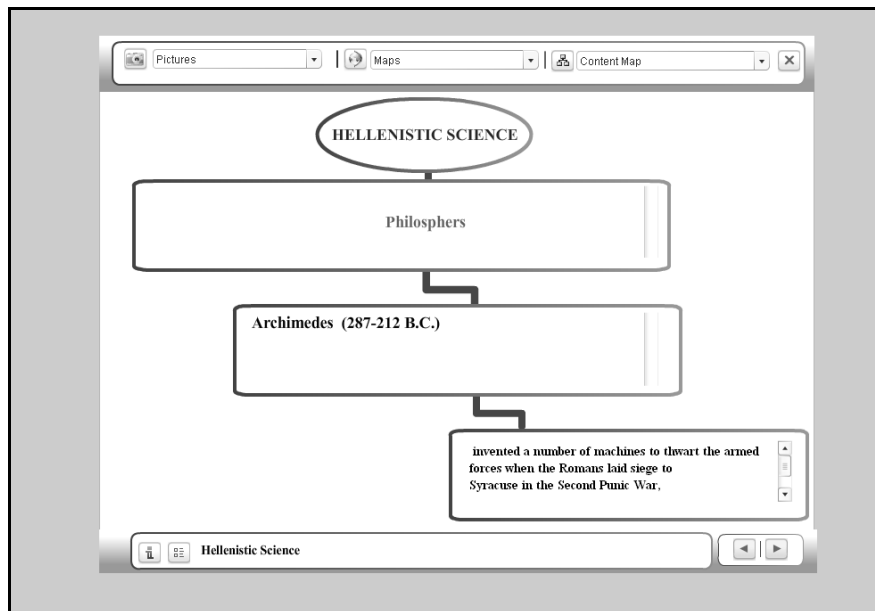 Pictures
Maps
Content Map
HELLENISTIC SCIENCE
Philosphers
Archimedes (287-212 B.C.)
invented a number of machines to thwart the armed
forces when the Romans laid siege to
Syracuse in the Second Punic War,
Hellenistic Science